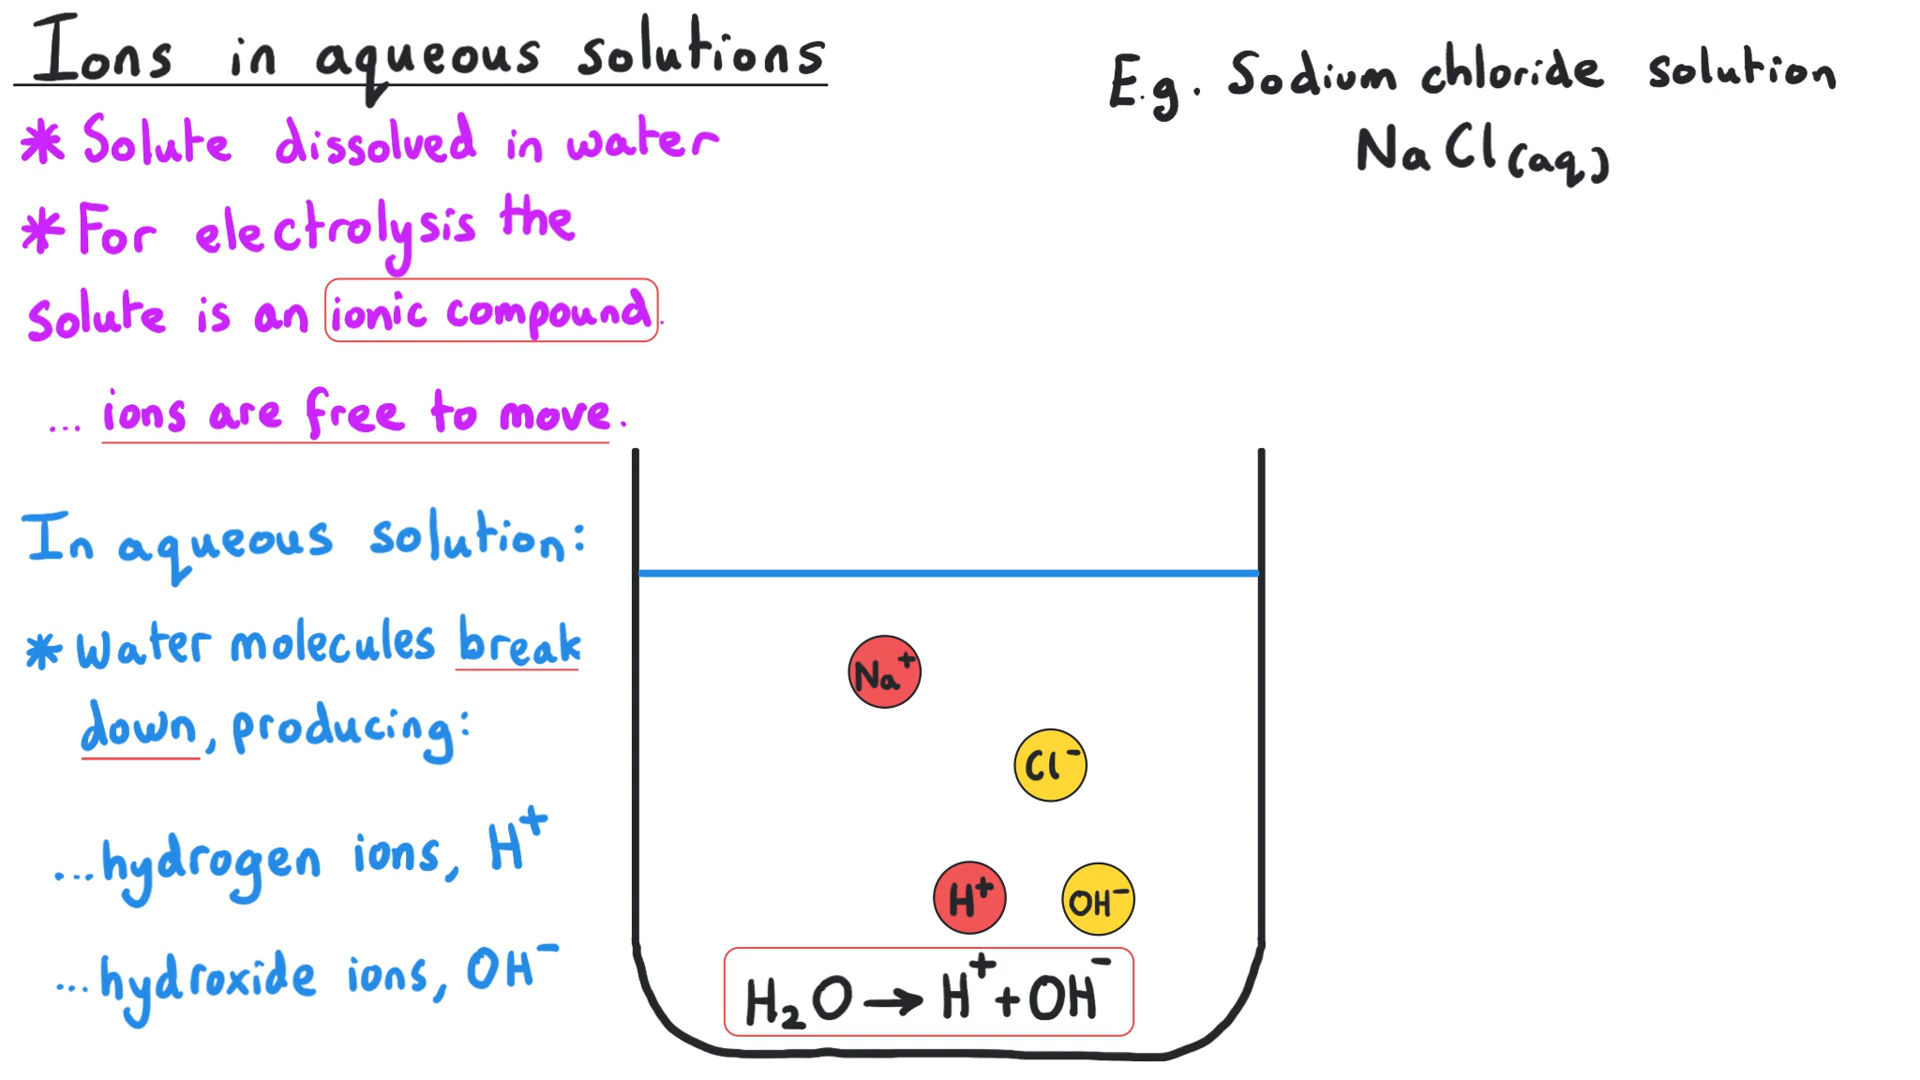 Ions in aqueous solutions
* Solute dissolved in water
* For electrolysis the
solute is an ionic compound.
... ions are free to move.
In aqueous solution:
* Water molecules break
down, producing:
...hydrogen ions, H⁺
...hydroxide ions, OH⁻
E.g. Sodium chloride solution
NaCl(aq)
Na⁺
Cl⁻
H⁺
OH⁻
H₂O → H⁺ + OH⁻